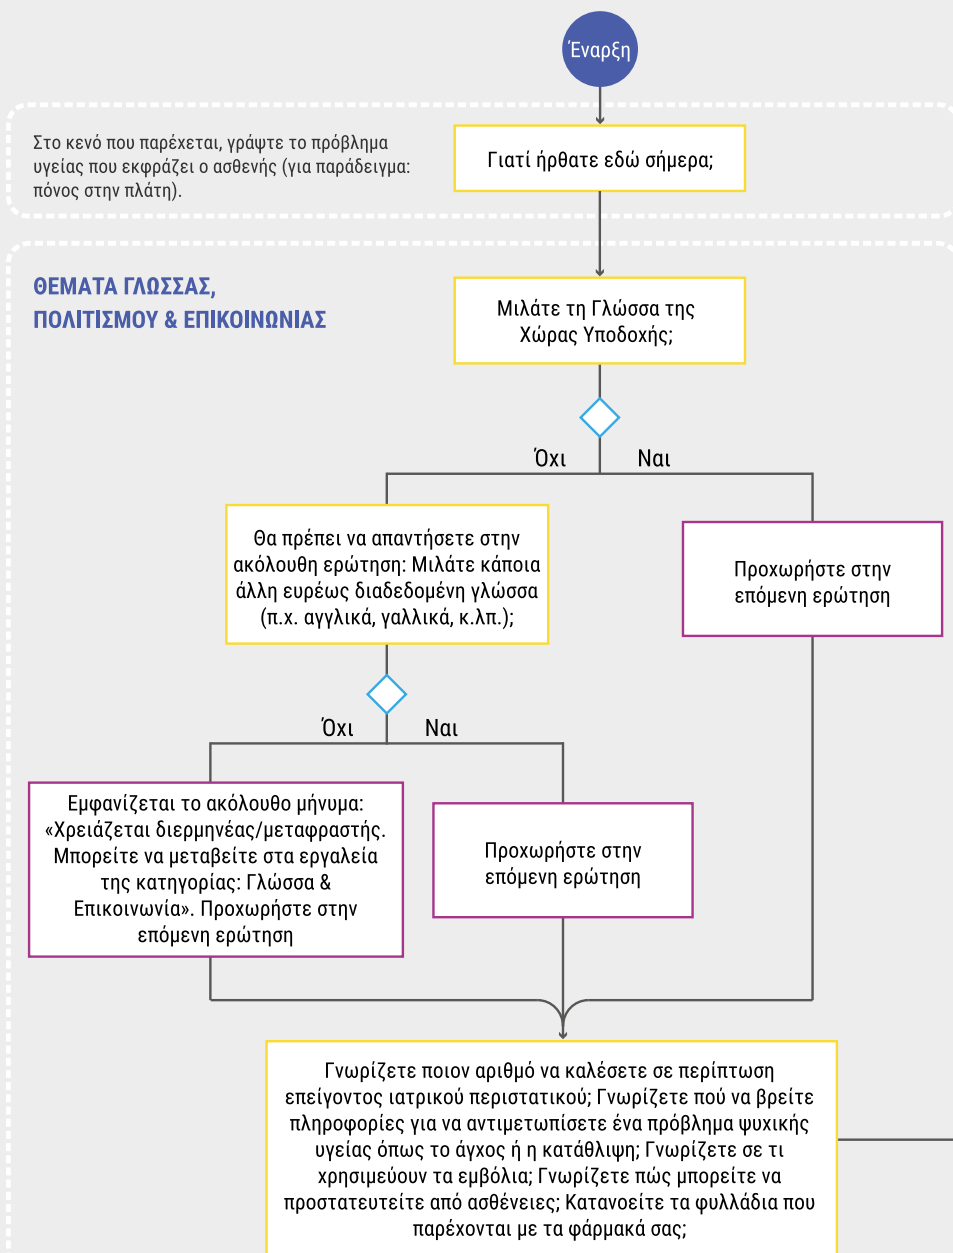 Έναρξη
Στο κενό που παρέχεται, γράψτε το πρόβλημα
υγείας που εκφράζει ο ασθενής (για παράδειγμα:
πόνος στην πλάτη).
Γιατί ήρθατε εδώ σήμερα;
ΘΕΜΑΤΑ ΓΛΩΣΣΑΣ,
ΠΟΛΙΤΙΣΜΟΥ & ΕΠΙΚΟΙΝΩΝΙΑΣ
Μιλάτε τη Γλώσσα της
Χώρας Υποδοχής;
Όχι
Ναι
Θα πρέπει να απαντήσετε στην
ακόλουθη ερώτηση: Μιλάτε κάποια
άλλη ευρέως διαδεδομένη γλώσσα
(π.χ. αγγλικά, γαλλικά, κ.λπ.);
Προχωρήστε στην
επόμενη ερώτηση
Όχι
Ναι
Εμφανίζεται το ακόλουθο μήνυμα:
«Χρειάζεται διερμηνέας/μεταφραστής.
Μπορείτε να μεταβείτε στα εργαλεία
της κατηγορίας: Γλώσσα &
Επικοινωνία». Προχωρήστε στην
επόμενη ερώτηση
Προχωρήστε στην
επόμενη ερώτηση
Γνωρίζετε ποιον αριθμό να καλέσετε σε περίπτωση
επείγοντος ιατρικού περιστατικού; Γνωρίζετε πού να βρείτε
πληροφορίες για να αντιμετωπίσετε ένα πρόβλημα ψυχικής
υγείας όπως το άγχος ή η κατάθλιψη; Γνωρίζετε σε τι
χρησιμεύουν τα εμβόλια; Γνωρίζετε πώς μπορείτε να
προστατευτείτε από ασθένειες; Κατανοείτε τα φυλλάδια που
παρέχονται με τα φάρμακά σας;